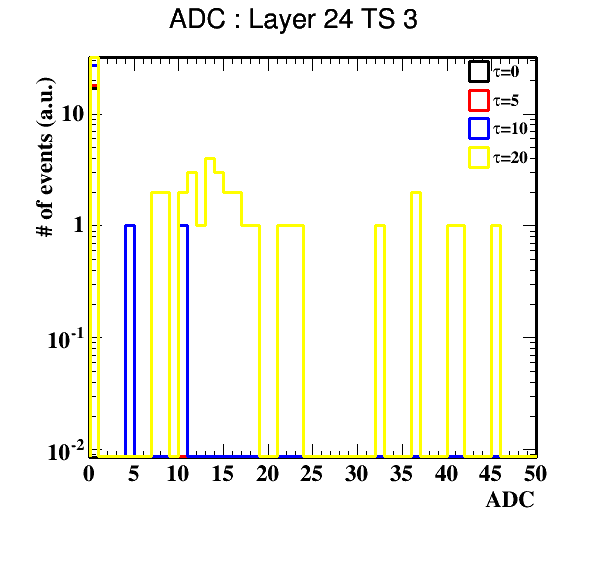 ADC : Layer 24 TS 3
# of events (a.u.)
10
1
10-1
10-2
τ=0
τ=5
τ=10
τ=20
0 5 10 15 20 25 30 35 40 45 50
ADC